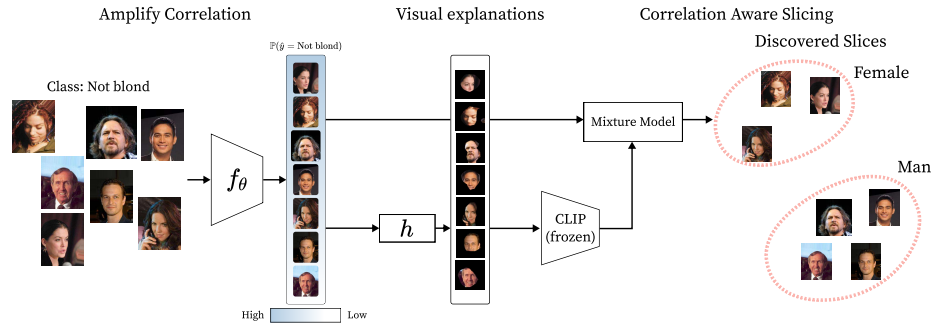 Amplify Correlation
Visual explanations
Correlation Aware Slicing
ℙ(ŷ = Not blond)
Discovered Slices
Class: Not blond
Female
Mixture Model
fθ
Man
h
CLIP
(frozen)
High
Low